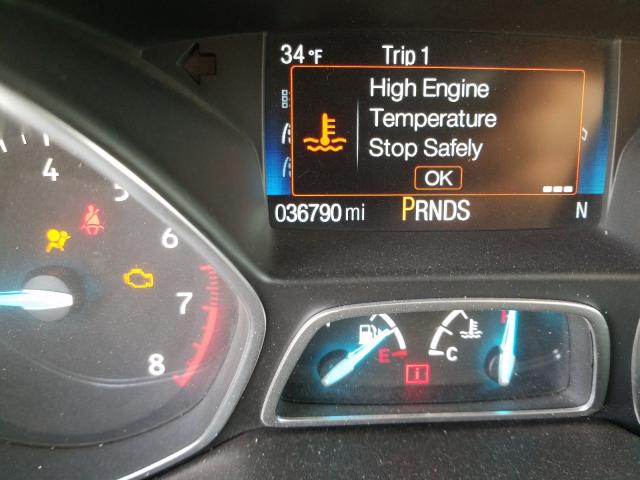 34°F Trip 1
High Engine
Temperature
Stop Safely
OK
036790 mi PRNDS N
4
5
6
7
8
E
C
H
i